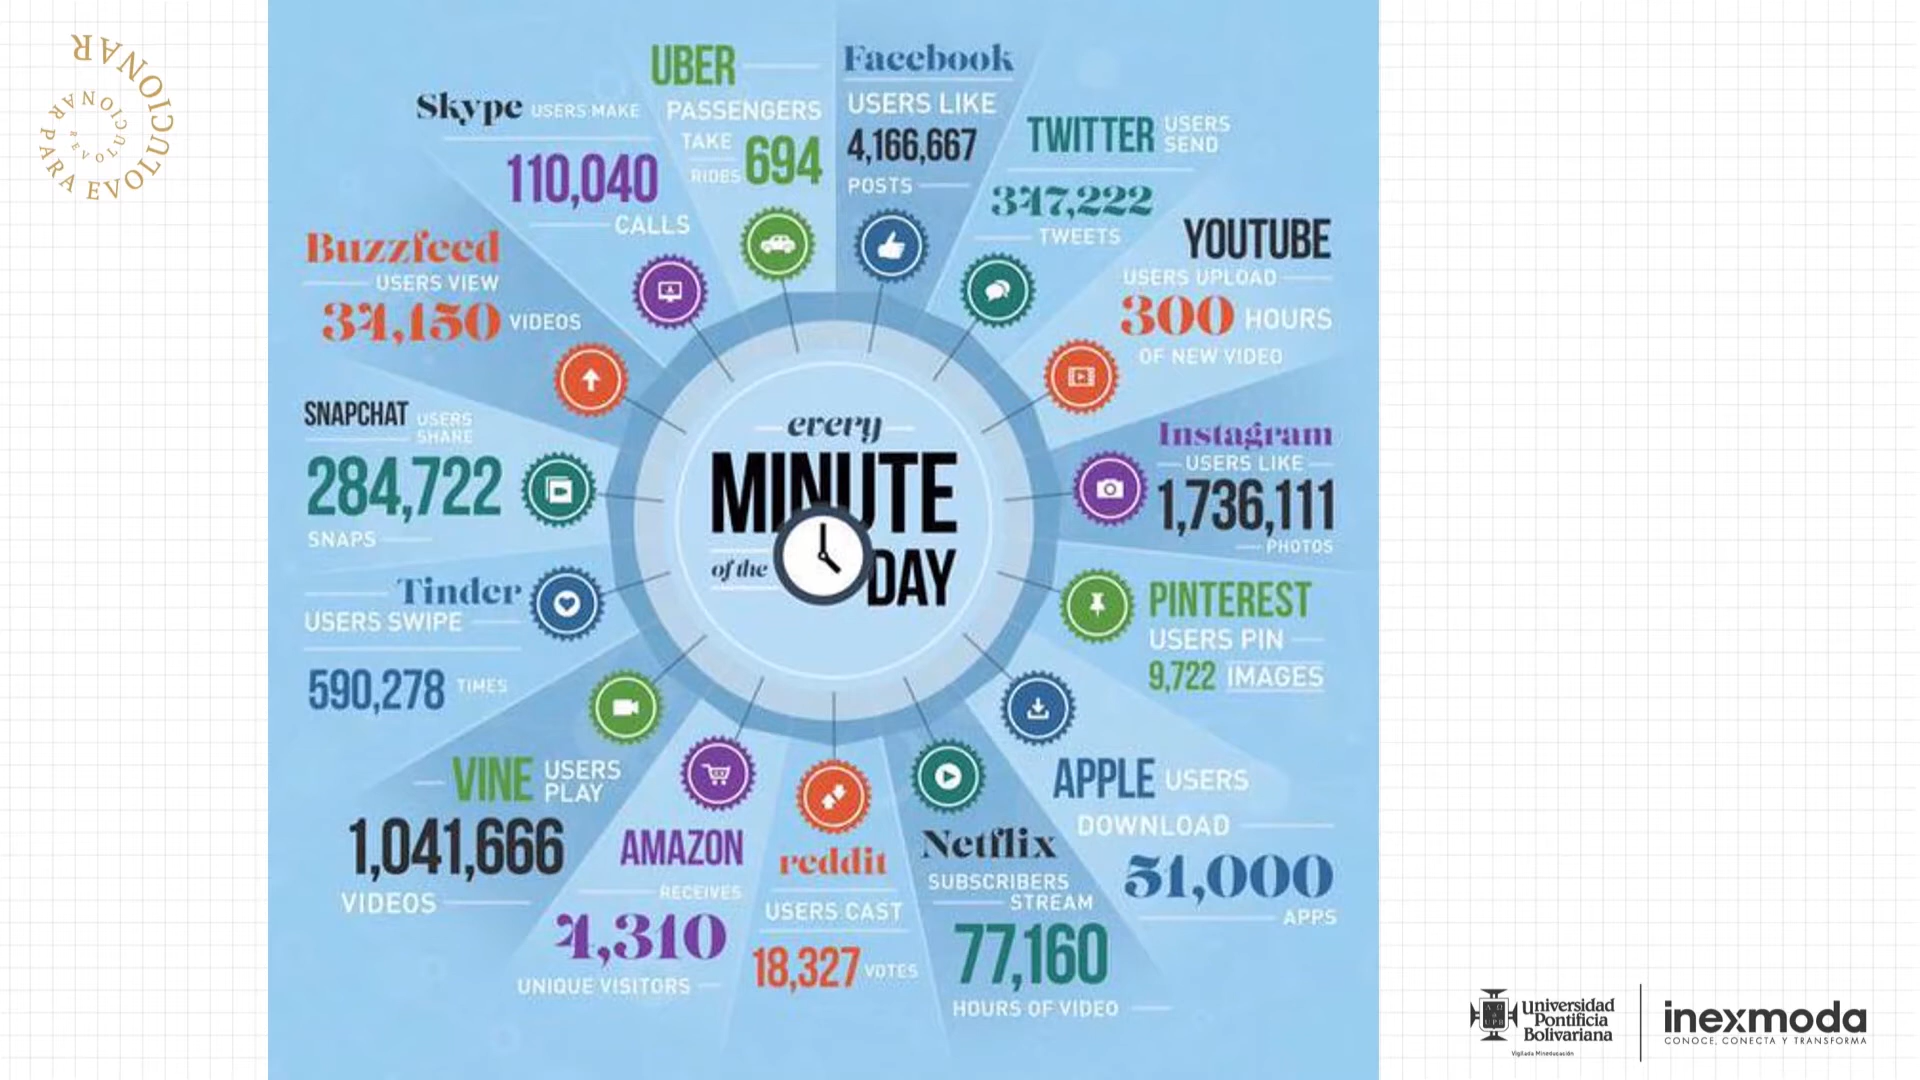 REVOLUCIONAR PARA EVOLUCIONAR
UBER
PASSENGERS
TAKE
RIDES 694
Facebook
USERS LIKE
4,166,667
POSTS
Skype USERS MAKE
110,040
CALLS
TWITTER USERS
SEND
347,222
TWEETS
Buzzfeed
USERS VIEW
34,150 VIDEOS
YOUTUBE
USERS UPLOAD
300 HOURS
OF NEW VIDEO
SNAPCHAT USERS
SHARE
284,722
SNAPS
every
MINUTE
of the DAY
Instagram
USERS LIKE
1,736,111
PHOTOS
Tinder
USERS SWIPE
590,278 TIMES
PINTEREST
USERS PIN
9,722 IMAGES
VINE USERS
PLAY
1,041,666
VIDEOS
AMAZON
RECEIVES
4,310
UNIQUE VISITORS
reddit
USERS CAST
18,327 VOTES
Netflix
SUBSCRIBERS
STREAM
77,160
HOURS OF VIDEO
APPLE USERS
DOWNLOAD
51,000
APPS
Universidad
Pontificia
Bolivariana
Vigilada Mineducación
inexmoda
CONOCE, CONECTA Y TRANSFORMA